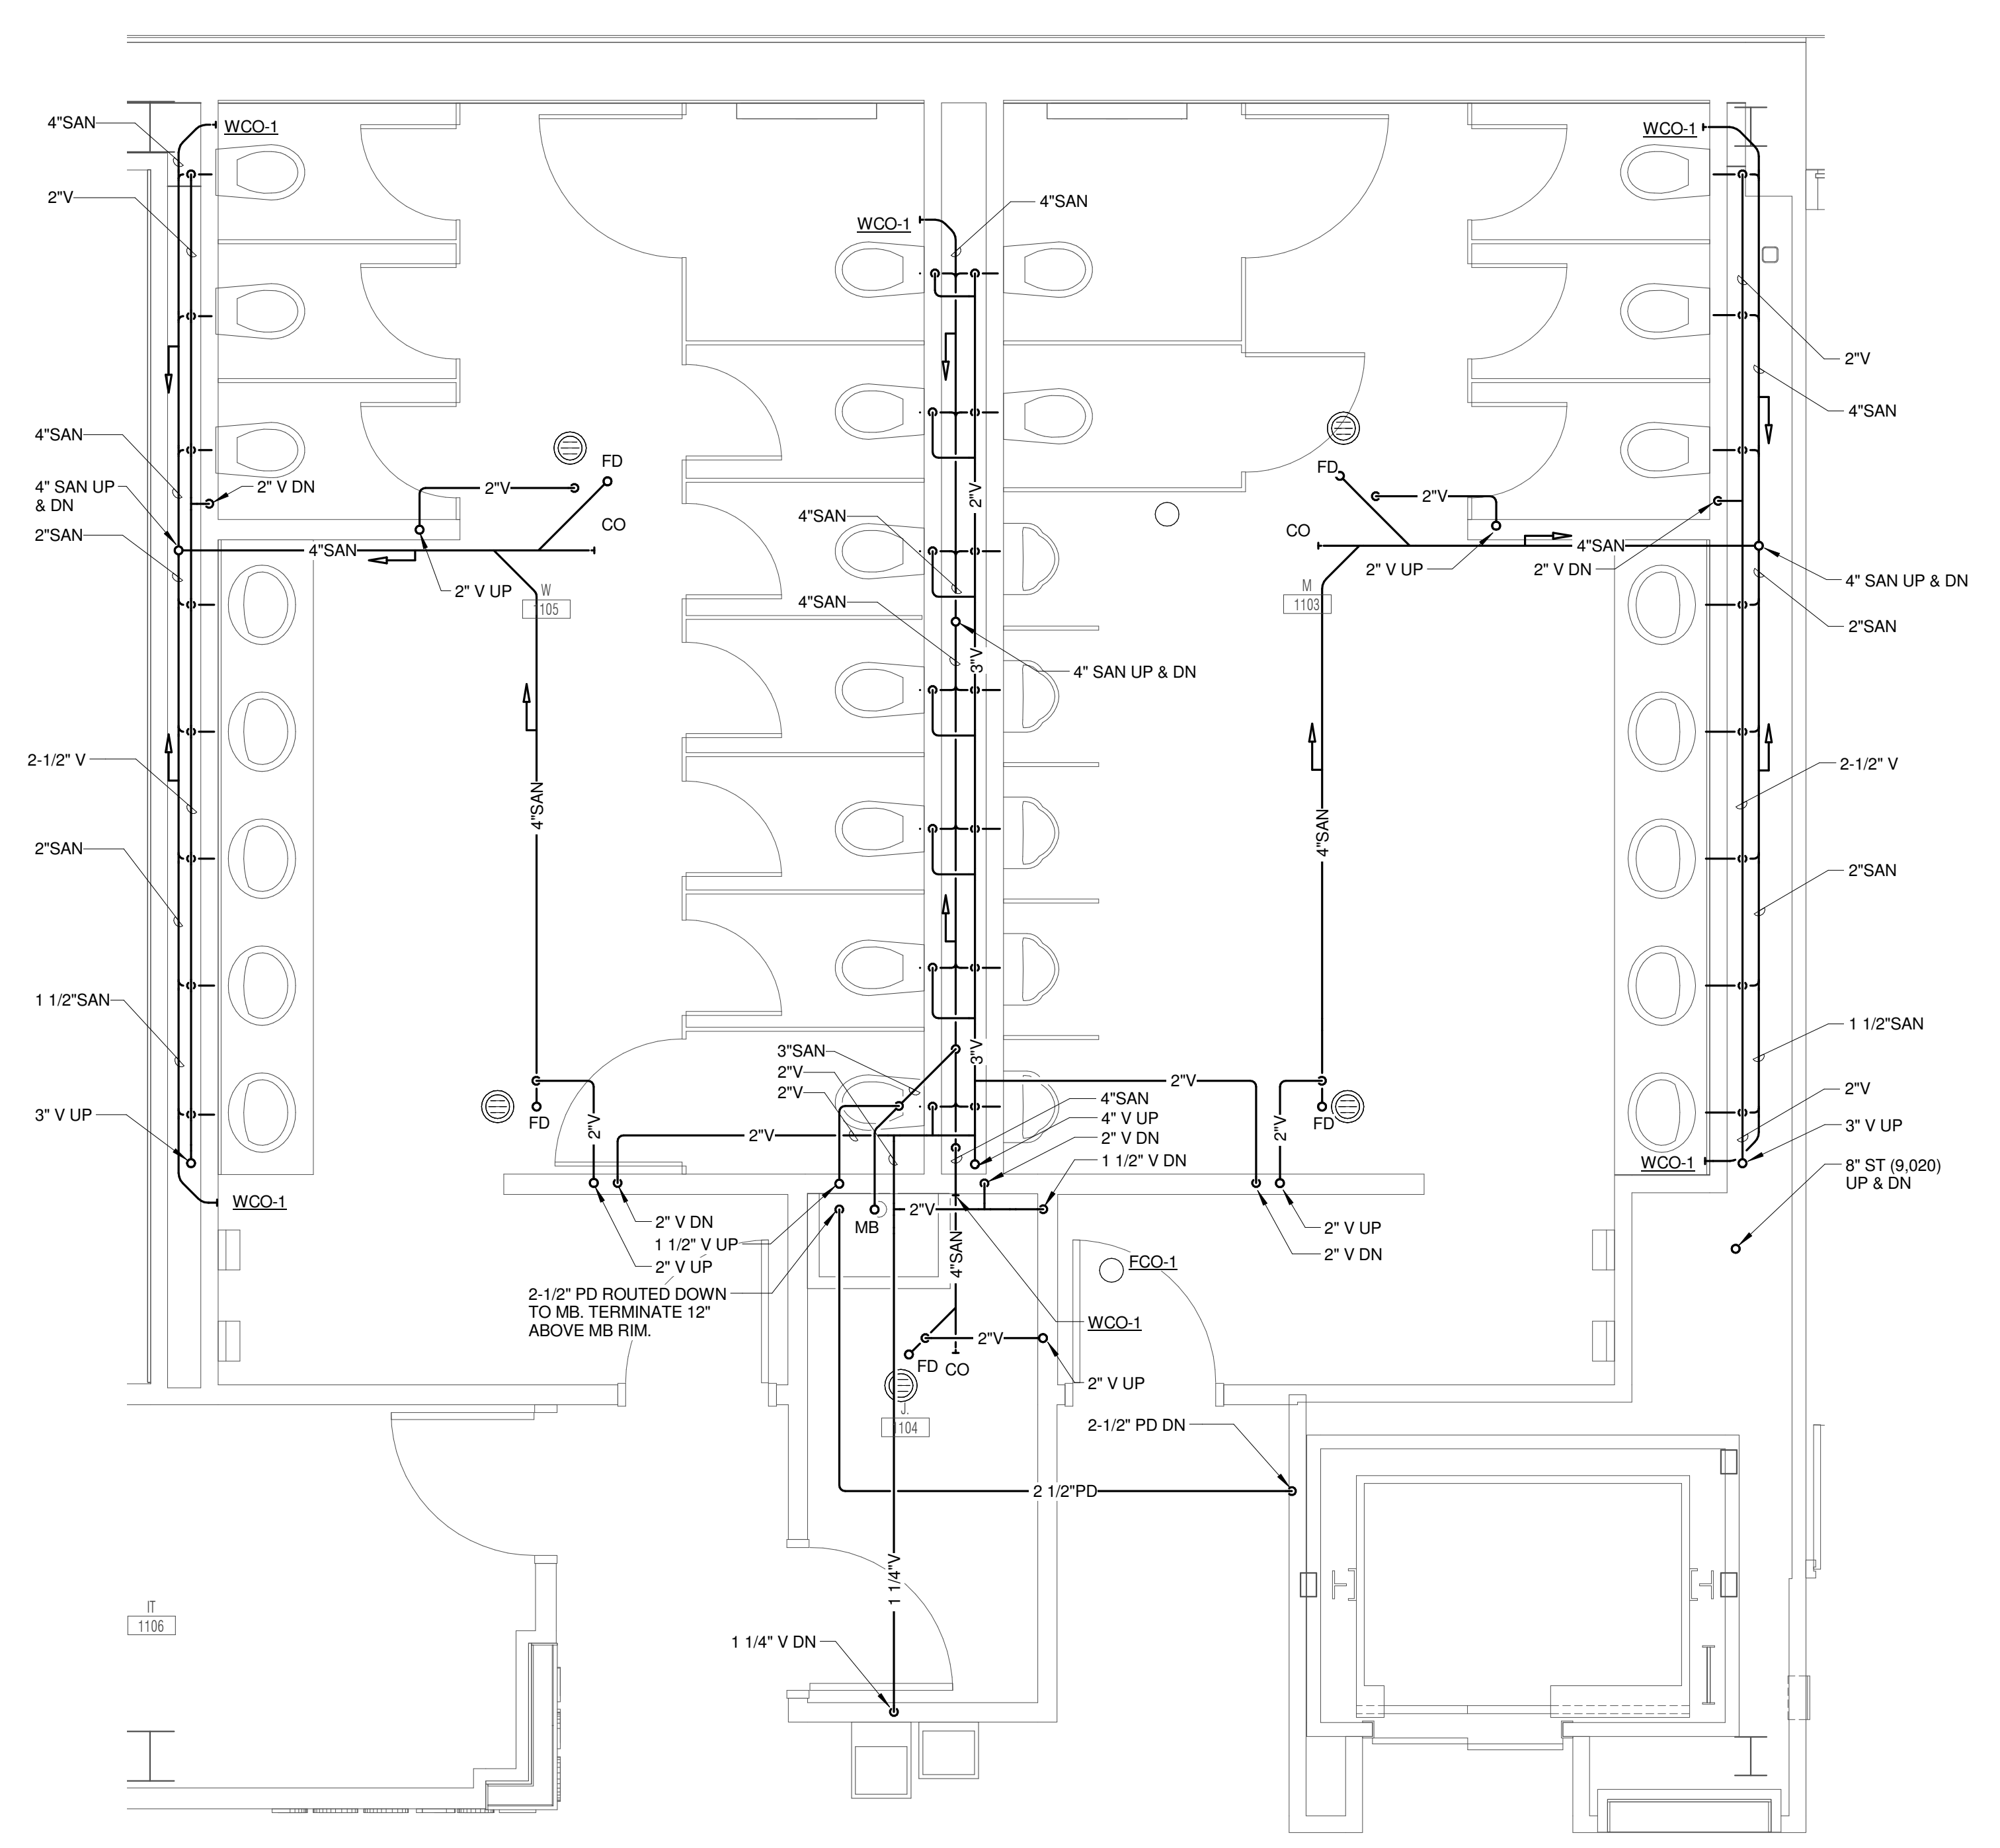 4"SAN
WCO-1
2"V
WCO-1
4"SAN
WCO-1
2"V
4"SAN
4"SAN
4" SAN UP
& DN
2" V DN
2"SAN
FD
2"V
CO
4"SAN
2" V UP
W
1105
4"SAN
2"V
4"SAN
3"V
4" SAN UP & DN
FD
2"V
CO
4"SAN
2" V UP
2" V DN
M
1103
4" SAN UP & DN
2"SAN
2-1/2" V
2-1/2" V
4"SAN
4"SAN
2"SAN
2"SAN
1 1/2"SAN
1 1/2"SAN
3"SAN
2"V
2"V
3"V
2"V
4"SAN
4" V UP
2" V DN
1 1/2" V DN
2"V
3" V UP
FD
2"V
2"V
FD
2"V
3" V UP
WCO-1
8" ST (9,020)
UP & DN
WCO-1
2" V DN
1 1/2" V UP
2" V UP
MB
2"V
4"SAN
2" V UP
2" V DN
FCO-1
2-1/2" PD ROUTED DOWN
TO MB. TERMINATE 12"
ABOVE MB RIM.
WCO-1
2"V
FD
CO
2" V UP
J.
1104
2-1/2" PD DN
2 1/2"PD
1 1/4"V
IT
1106
1 1/4" V DN